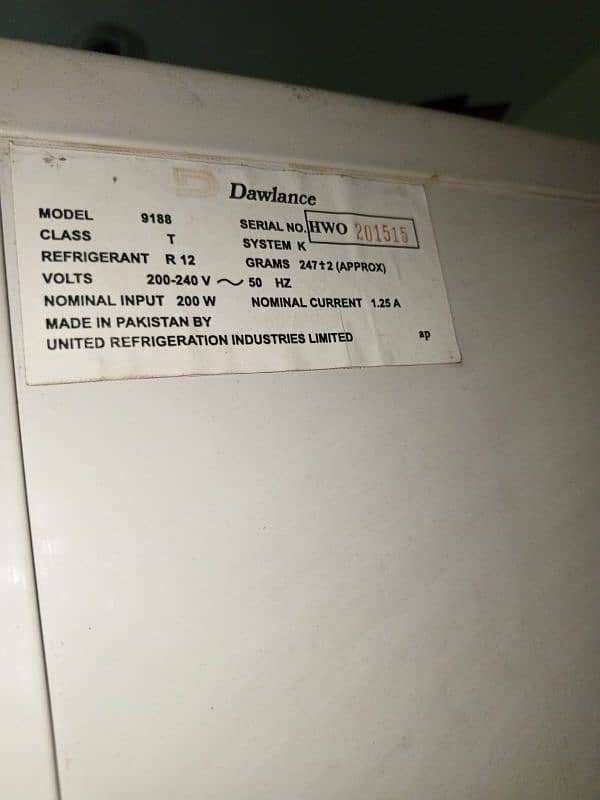 Dawlance
MODEL 9188 SERIAL NO. HWO 201515
CLASS T SYSTEM K
REFRIGERANT R 12 GRAMS 247±2 (APPROX)
VOLTS 200-240 V ~ 50 HZ
NOMINAL INPUT 200 W NOMINAL CURRENT 1.25 A
MADE IN PAKISTAN BY
UNITED REFRIGERATION INDUSTRIES LIMITED ap